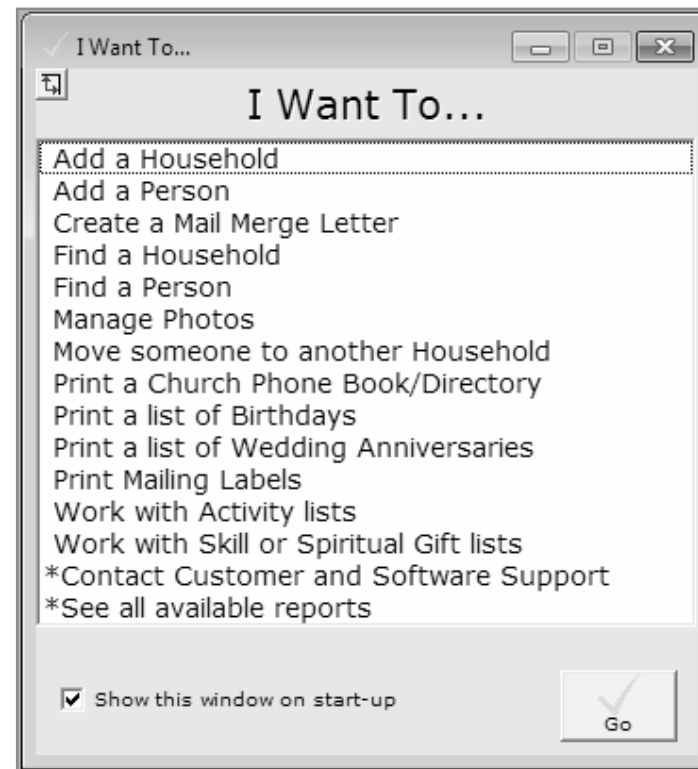 I Want To...
I Want To...
Add a Household
Add a Person
Create a Mail Merge Letter
Find a Household
Find a Person
Manage Photos
Move someone to another Household
Print a Church Phone Book/Directory
Print a list of Birthdays
Print a list of Wedding Anniversaries
Print Mailing Labels
Work with Activity lists
Work with Skill or Spiritual Gift lists
*Contact Customer and Software Support
*See all available reports
Show this window on start-up
Go